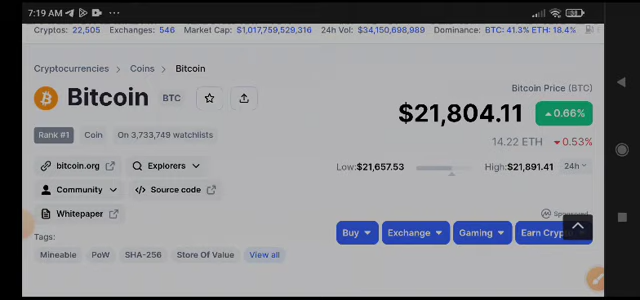 7:19 AM
Cryptos: 22,505 Exchanges: 546 Market Cap: $1,017,759,529,316 24h Vol: $34,150,698,989 Dominance: BTC: 41.3% ETH: 18.4%
Cryptocurrencies > Coins > Bitcoin
Bitcoin Price (BTC)
Bitcoin BTC
$21,804.11 0.66%
14.22 ETH 0.53%
Rank #1 Coin On 3,733,749 watchlists
bitcoin.org Explorers
Low:$21,657.53 High:$21,891.41 24h
Community Source code
Whitepaper
Sponsored
Buy Exchange Gaming Earn Crypto
Tags:
Mineable PoW SHA-256 Store Of Value View all